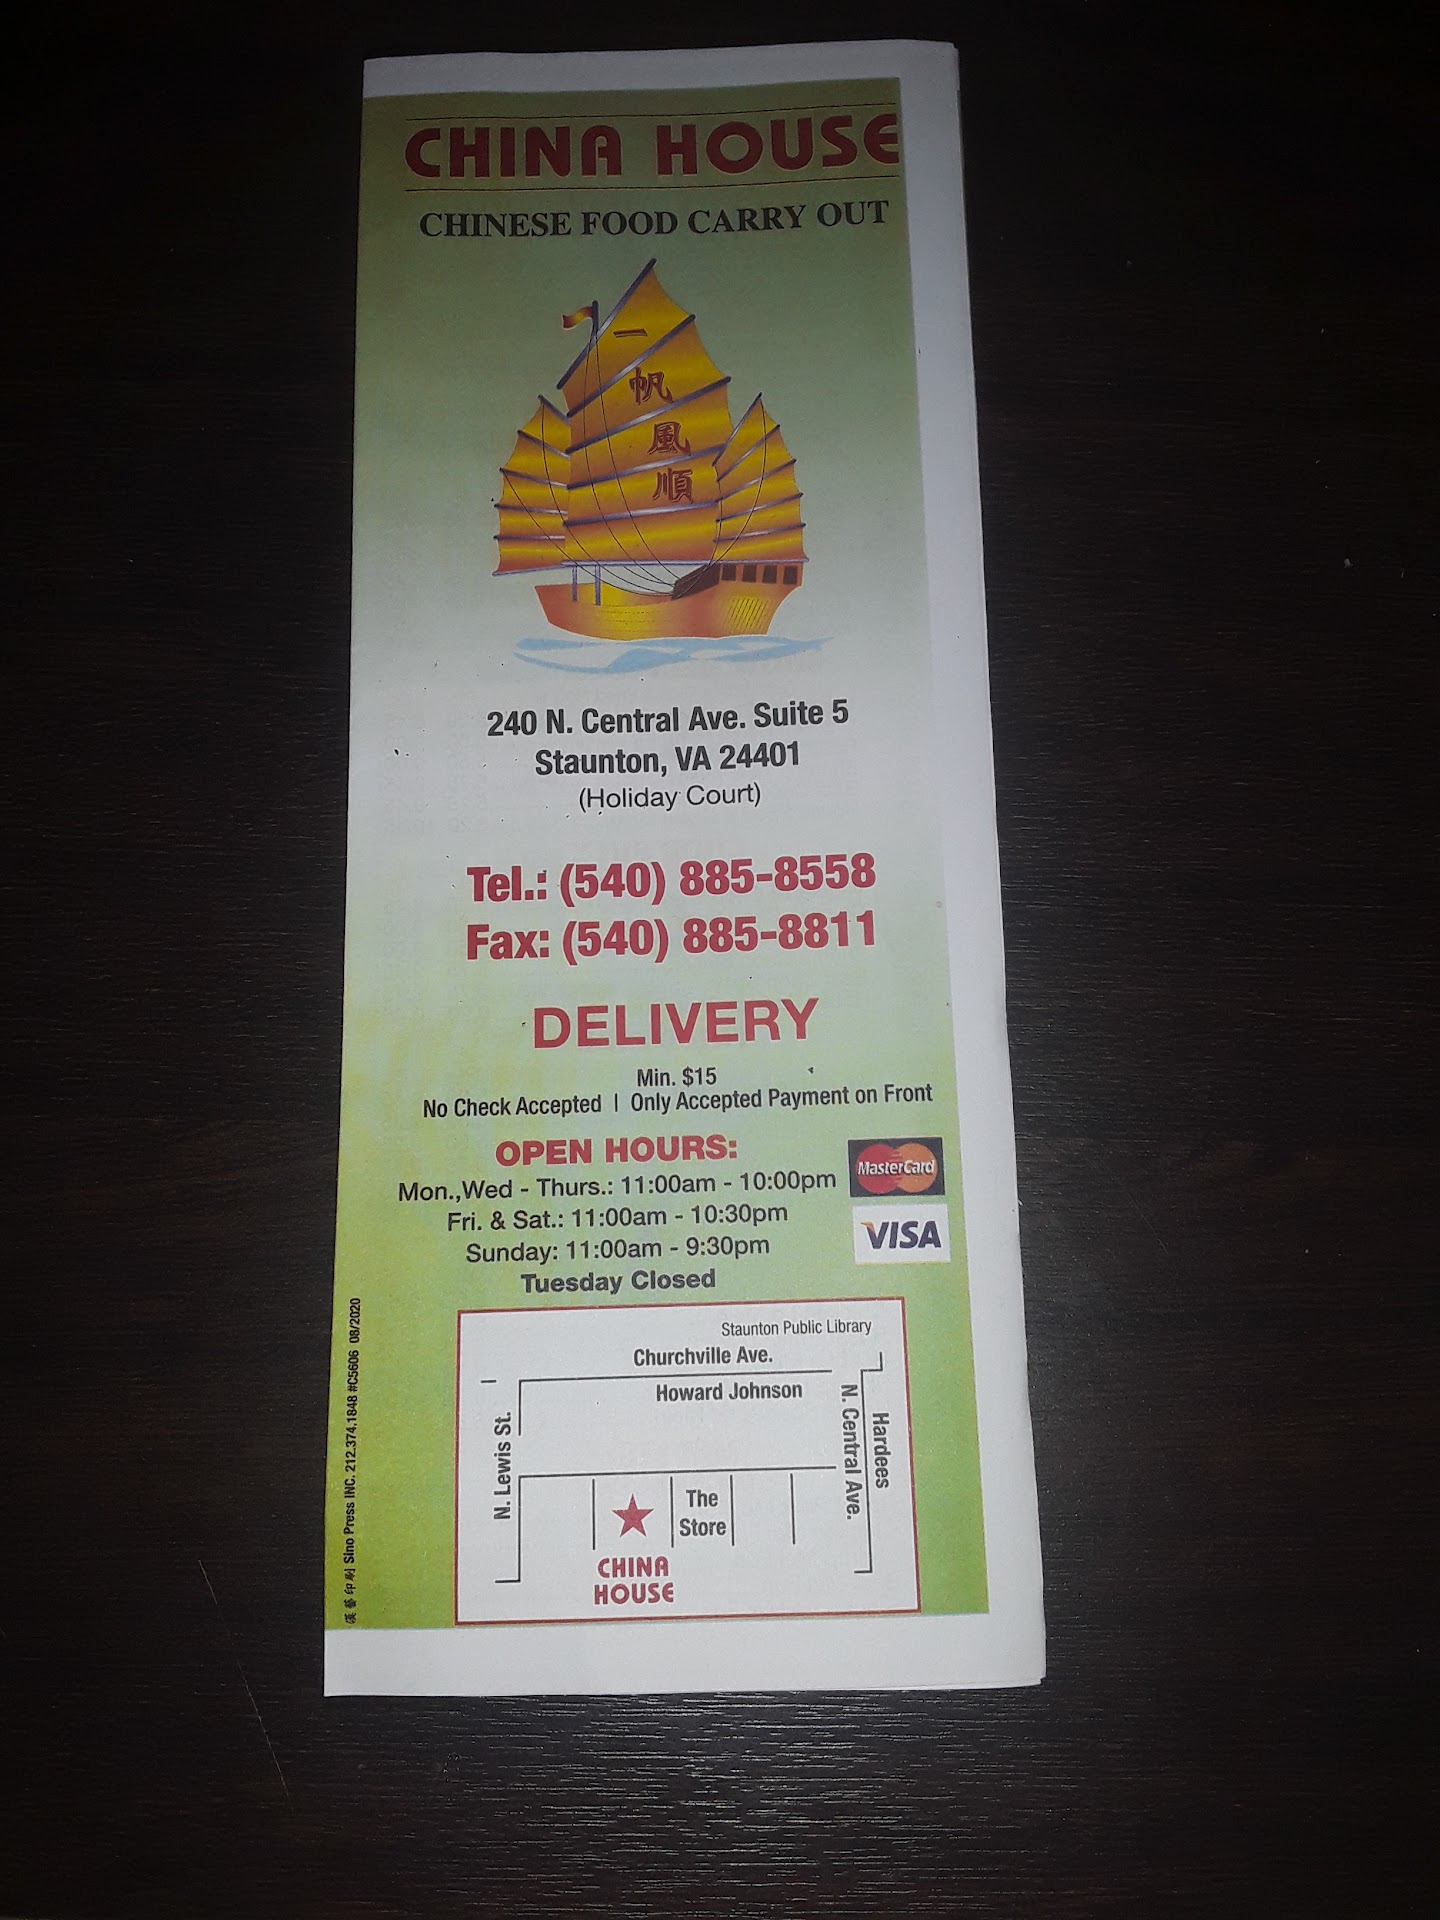 CHINA HOUSE
CHINESE FOOD CARRY OUT
一
帆
風
順
240 N. Central Ave. Suite 5
Staunton, VA 24401
(Holiday Court)
Tel.: (540) 885-8558
Fax: (540) 885-8811
DELIVERY
Min. $15
No Check Accepted | Only Accepted Payment on Front
OPEN HOURS:
Mon.,Wed - Thurs.: 11:00am - 10:00pm
Fri. & Sat.: 11:00am - 10:30pm
Sunday: 11:00am - 9:30pm
Tuesday Closed
MasterCard
VISA
Staunton Public Library
Churchville Ave.
Howard Johnson
N. Lewis St.
N. Central Ave.
Hardees
The
Store
CHINA
HOUSE
漢藝印刷 Sino Press INC. 212.374.1848 #C5606 08/2020